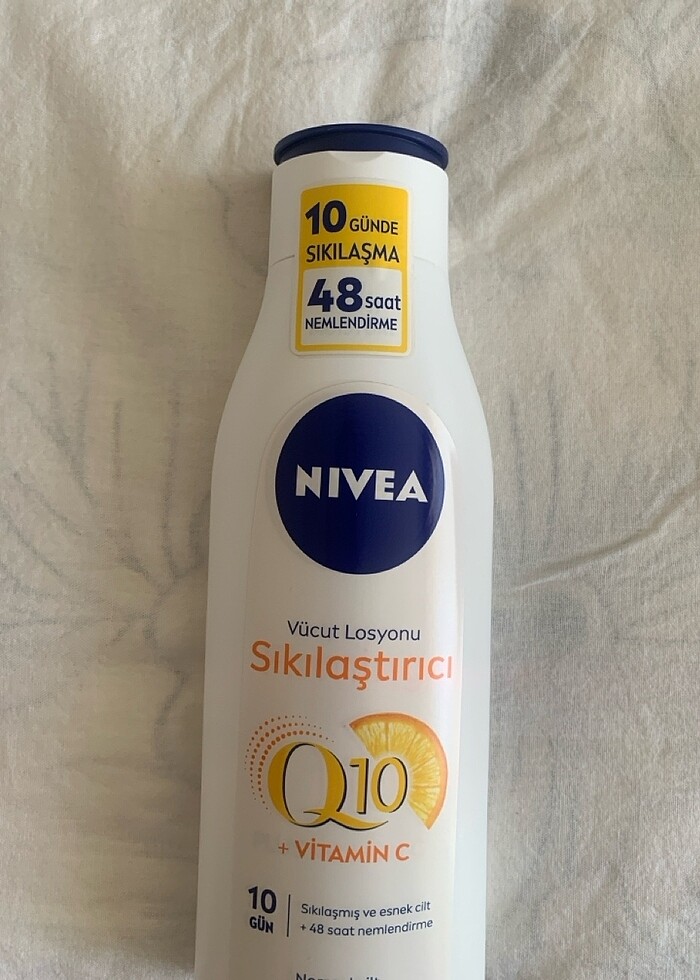 10 GÜNDE
SIKILAŞMA
48 saat
NEMLENDİRME
NIVEA
Vücut Losyonu
Sıkılaştırıcı
Q10
+ VİTAMİN C
10
GÜN
Sıkılaşmış ve esnek cilt
+ 48 saat nemlendirme